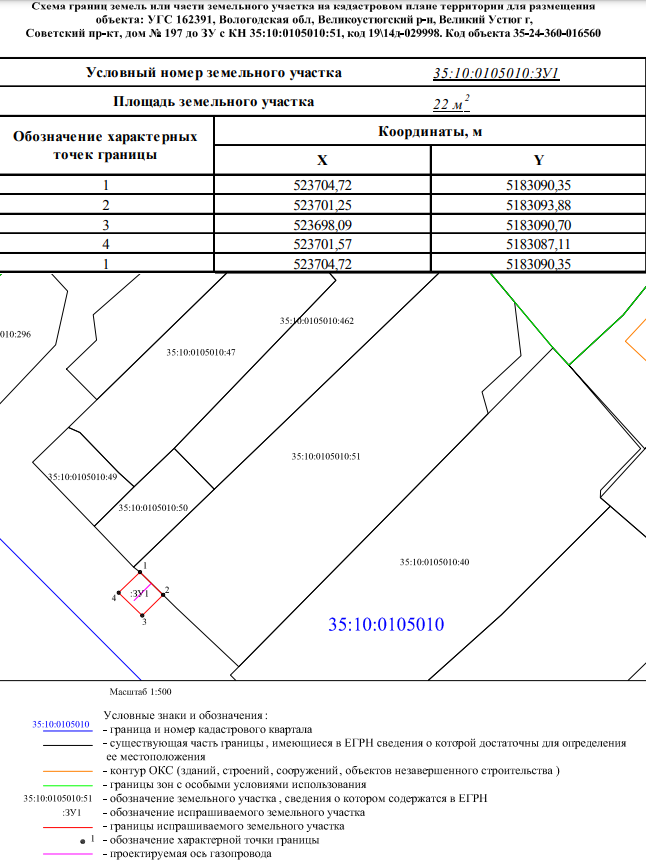 Схема границ земель или части земельного участка на кадастровом плане территории для размещения
объекта: УГС 162391, Вологодская обл, Великоустюгский р-н, Великий Устюг г,
Советский пр-кт, дом № 197 до ЗУ с КН 35:10:0105010:51, код 19\14д-029998. Код объекта 35-24-360-016560
Условный номер земельного участка 35:10:0105010:ЗУ1
Площадь земельного участка 22 м²
Обозначение характерных точек границы
Координаты, м
X Y
1 523704,72 5183090,35
2 523701,25 5183093,88
3 523698,09 5183090,70
4 523701,57 5183087,11
1 523704,72 5183090,35
35:10:0105010:462
010:296
35:10:0105010:47
35:10:0105010:51
35:10:0105010:49
35:10:0105010:50
35:10:0105010:40
1
2
:ЗУ1
4
3
35:10:0105010
Масштаб 1:500
Условные знаки и обозначения :
35:10:0105010 - граница и номер кадастрового квартала
- существующая часть границы , имеющиеся в ЕГРН сведения о которой достаточны для определения
ее местоположения
- контур ОКС (зданий, строений, сооружений, объектов незавершенного строительства )
- границы зон с особыми условиями использования
35:10:0105010:51 - обозначение земельного участка , сведения о котором содержатся в ЕГРН
:ЗУ1 - обозначение испрашиваемого земельного участка
- границы испрашиваемого земельного участка
1 - обозначение характерной точки границы
- проектируемая ось газопровода